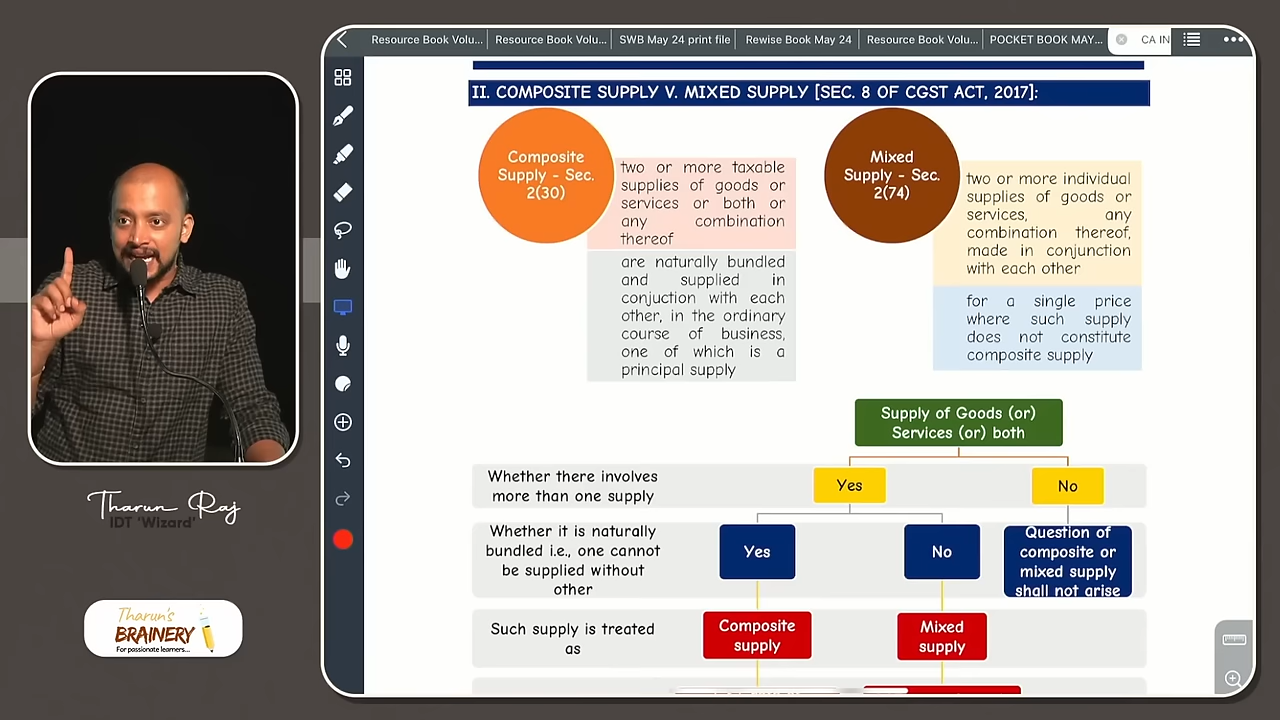 Resource Book Volu...
Resource Book Volu...
SWB May 24 print file
Rewise Book May 24
Resource Book Volu...
POCKET BOOK MAY...
CA IN
II. COMPOSITE SUPPLY V. MIXED SUPPLY [SEC. 8 OF CGST ACT, 2017]:
Composite
Supply - Sec.
2(30)
two or more taxable
supplies of goods or
services or both or
any combination
thereof
are naturally bundled
and supplied in
conjuction with each
other, in the ordinary
course of business,
one of which is a
principal supply
Mixed
Supply - Sec.
2(74)
two or more individual
supplies of goods or
services, any
combination thereof,
made in conjunction
with each other
for a single price
where such supply
does not constitute
composite supply
Supply of Goods (or)
Services (or) both
Whether there involves
more than one supply
Yes
No
Whether it is naturally
bundled i.e., one cannot
be supplied without
other
Yes
No
Question of
composite or
mixed supply
shall not arise
Such supply is treated
as
Composite
supply
Mixed
supply
Tharun Raj
IDT 'Wizard'
Tharun's
BRAINERY
For passionate learners...